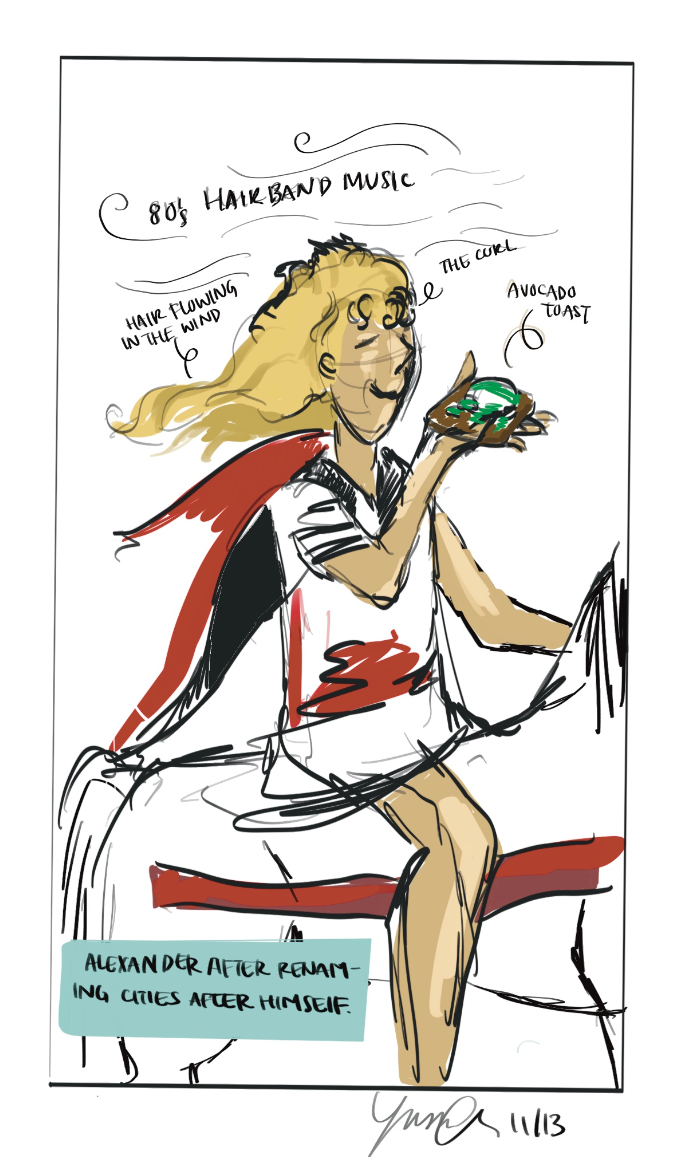 80's HAIRBAND MUSIC
THE CURL
HAIR FLOWING
IN THE WIND
AVOCADO
TOAST
ALEXANDER AFTER RENAM-
ING CITIES AFTER HIMSELF.
11/13